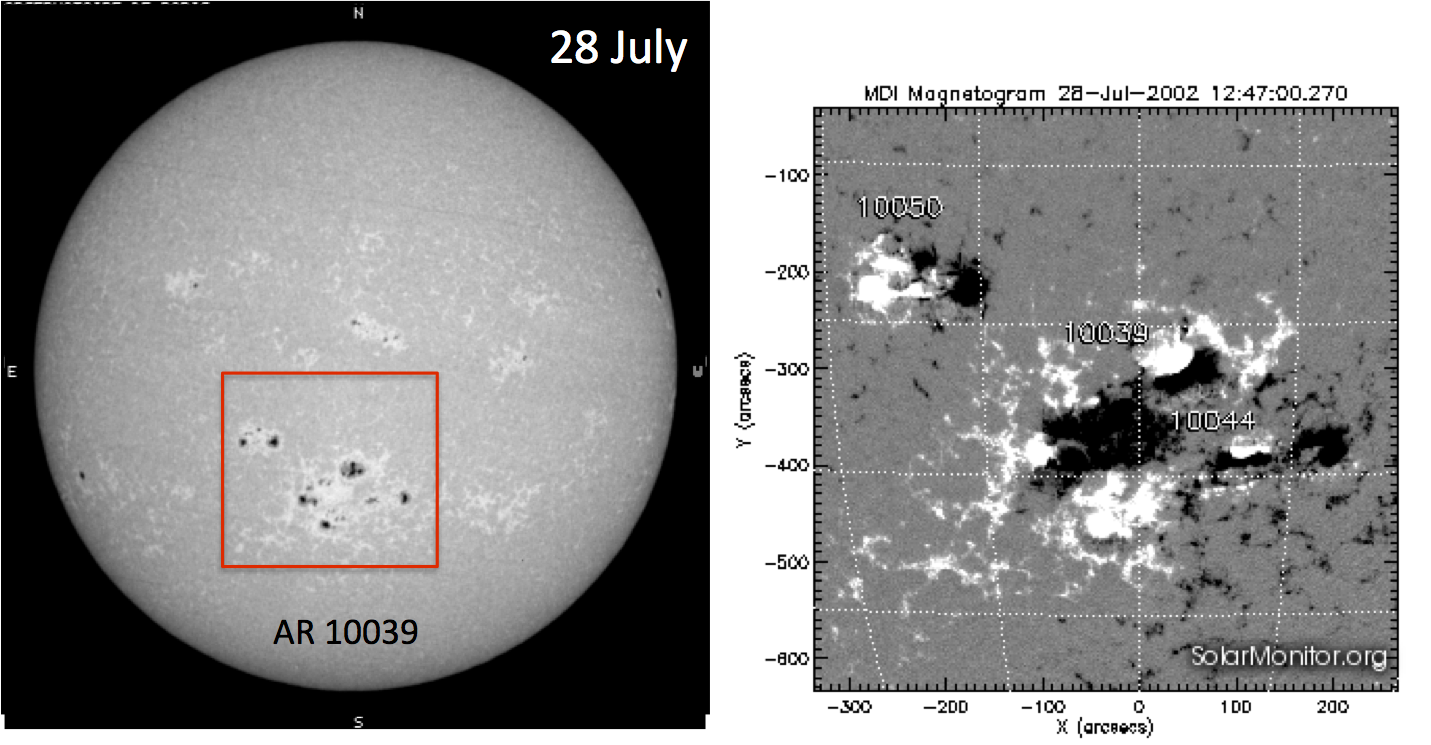 N
28 July
E
W
AR 10039
S
MDI Magnetogram 28-Jul-2002 12:47:00.270
10050
10039
10044
-100
-200
-300
-400
-500
-600
Y (arcsecs)
SolarMonitor.org
-300 -200 -100 0 100 200
X (arcsecs)